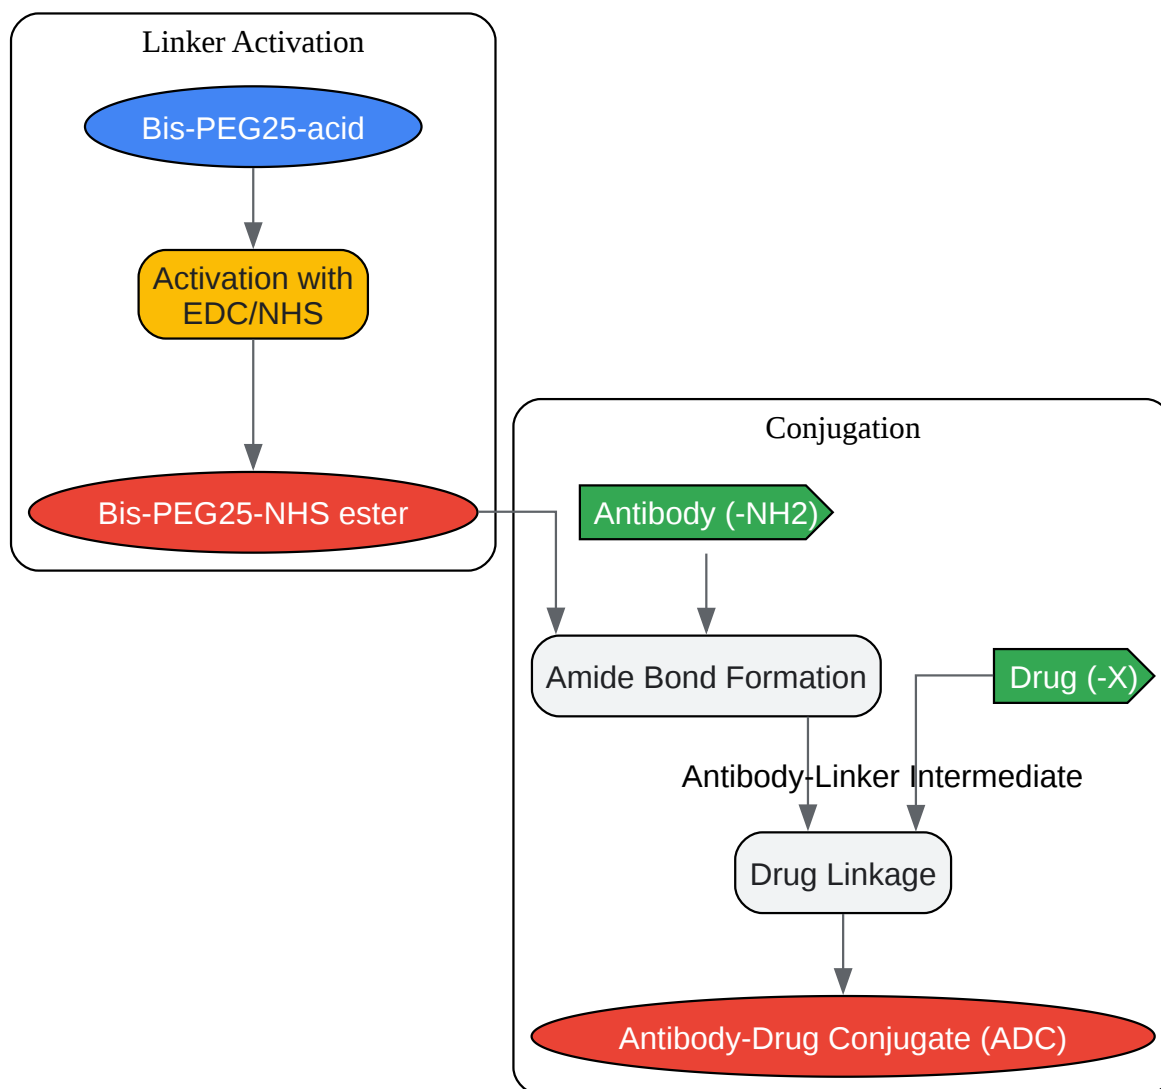 Linker Activation
Bis-PEG25-acid
Activation with
EDC/NHS
Bis-PEG25-NHS ester
Conjugation
Antibody (-NH2)
Amide Bond Formation
Drug (-X)
Antibody-Linker Intermediate
Drug Linkage
Antibody-Drug Conjugate (ADC)